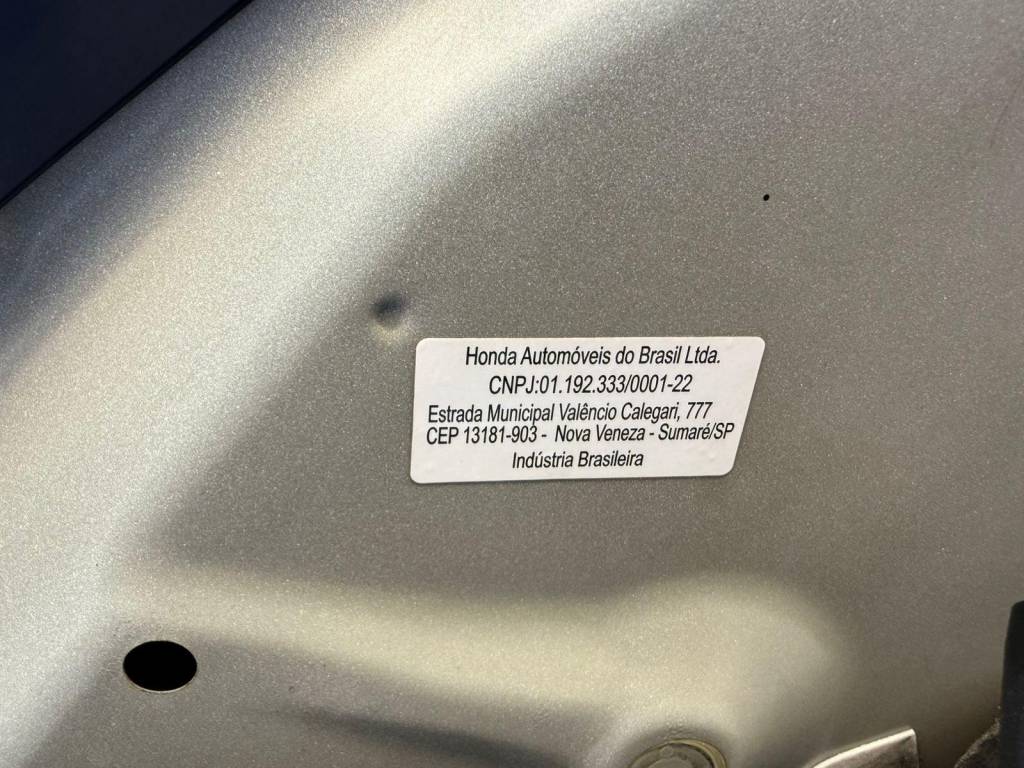 Honda Automóveis do Brasil Ltda.
CNPJ:01.192.333/0001-22
Estrada Municipal Valêncio Calegari, 777
CEP 13181-903 - Nova Veneza - Sumaré/SP
Indústria Brasileira